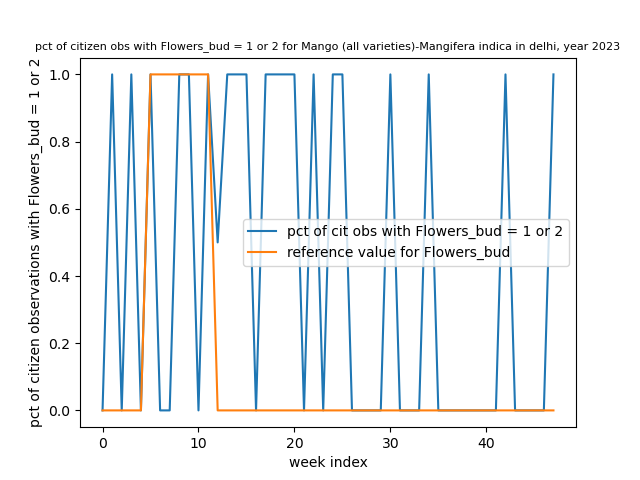 pct of citizen obs with Flowers_bud = 1 or 2 for Mango (all varieties)-Mangifera indica in delhi, year 2023
pct of citizen observations with Flowers_bud = 1 or 2
1.0
0.8
0.6
0.4
0.2
0.0
pct of cit obs with Flowers_bud = 1 or 2
reference value for Flowers_bud
0 10 20 30 40
week index